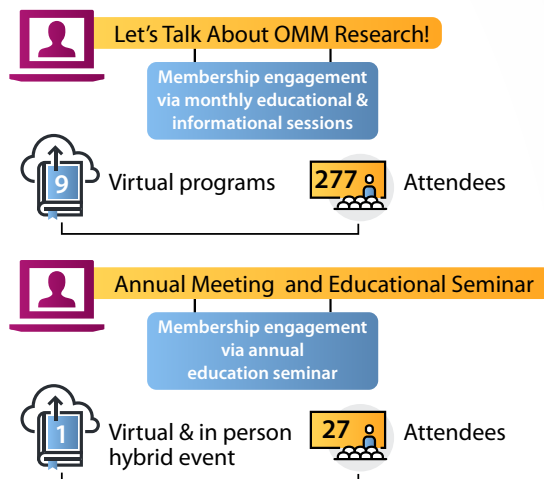 Let's Talk About OMM Research!
Membership engagement
via monthly educational &
informational sessions
9 Virtual programs 277 Attendees
Annual Meeting and Educational Seminar
Membership engagement
via annual
education seminar
1 Virtual & in person 27 Attendees
hybrid event